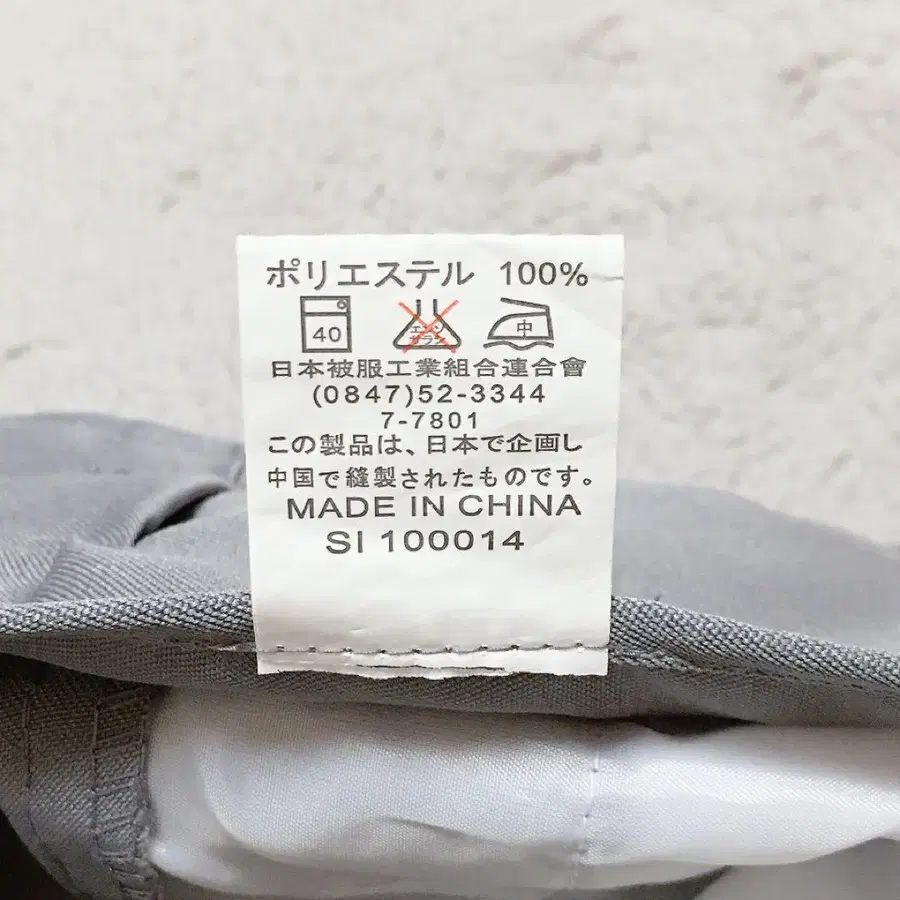 ポリエステル 100%
40 エンソ サラシ 中
日本被服工業組合連合會
(0847)52-3344
7-7801
この製品は、日本で企画し
中国で縫製されたものです。
MADE IN CHINA
SI 100014